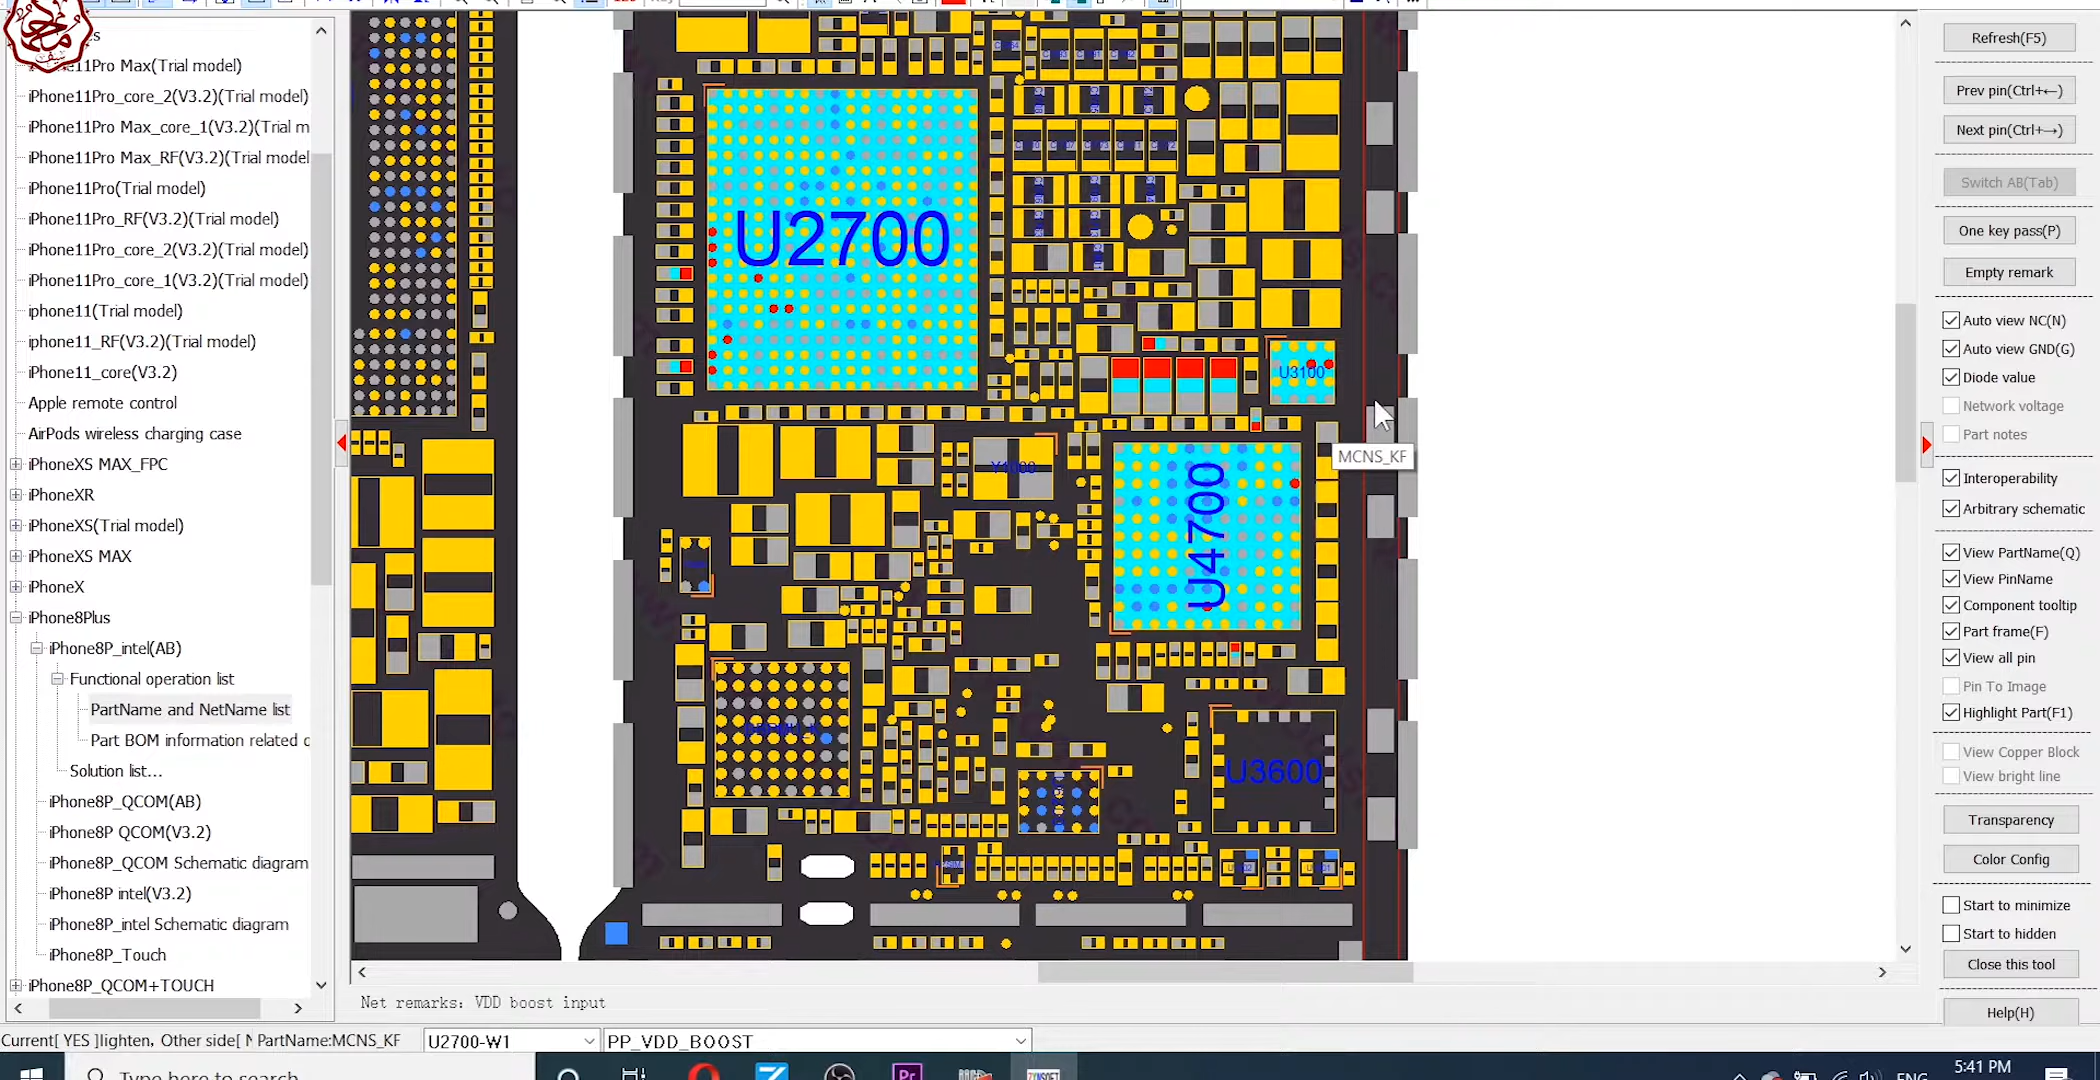 iPhone11Pro Max(Trial model)
iPhone11Pro_core_2(V3.2)(Trial model)
iPhone11Pro Max_core_1(V3.2)(Trial m
iPhone11Pro Max_RF(V3.2)(Trial model
iPhone11Pro(Trial model)
iPhone11Pro_RF(V3.2)(Trial model)
iPhone11Pro_core_2(V3.2)(Trial model)
iPhone11Pro_core_1(V3.2)(Trial model)
iphone11(Trial model)
iphone11_RF(V3.2)(Trial model)
iPhone11_core(V3.2)
Apple remote control
AirPods wireless charging case
iPhoneXS MAX_FPC
iPhoneXR
iPhoneXS(Trial model)
iPhoneXS MAX
iPhoneX
iPhone8Plus
iPhone8P_intel(AB)
Functional operation list
PartName and NetName list
Part BOM information related c
Solution list...
iPhone8P_QCOM(AB)
iPhone8P QCOM(V3.2)
iPhone8P_QCOM Schematic diagram
iPhone8P intel(V3.2)
iPhone8P_intel Schematic diagram
iPhone8P_Touch
iPhone8P_QCOM+TOUCH
U2700
U3100
MCNS_KF
U4700
U3600
Refresh(F5)
Prev pin(Ctrl+←)
Next pin(Ctrl+→)
Switch AB(Tab)
One key pass(P)
Empty remark
Auto view NC(N)
Auto view GND(G)
Diode value
Network voltage
Part notes
Interoperability
Arbitrary schematic
View PartName(Q)
View PinName
Component tooltip
Part frame(F)
View all pin
Pin To Image
Highlight Part(F1)
View Copper Block
View bright line
Transparency
Color Config
Start to minimize
Start to hidden
Close this tool
Help(H)
Net remarks: VDD boost input
Current[ YES ]lighten, Other side[ N PartName:MCNS_KF
U2700-W1
PP_VDD_BOOST
Type here to search
Pr
ENG
5:41 PM